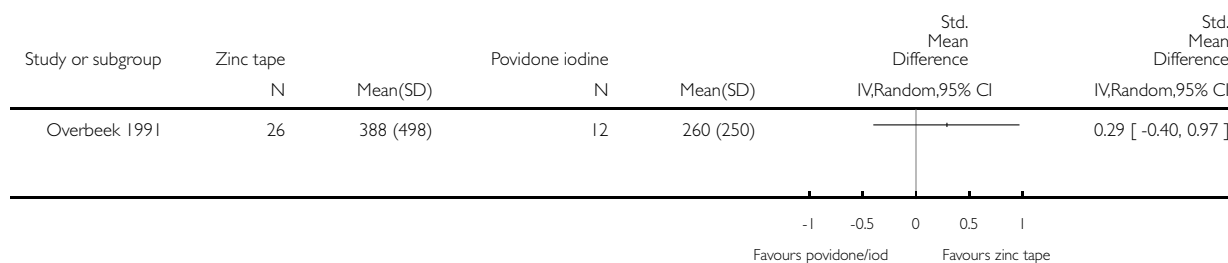 Std.
Mean
Difference
Std.
Mean
Difference
Study or subgroup Zinc tape Povidone iodine
N Mean(SD) N Mean(SD) IV,Random,95% CI IV,Random,95% CI
Overbeek 1991 26 388 (498) 12 260 (250) 0.29 [ -0.40, 0.97 ]
-1 -0.5 0 0.5 1
Favours povidone/iod Favours zinc tape